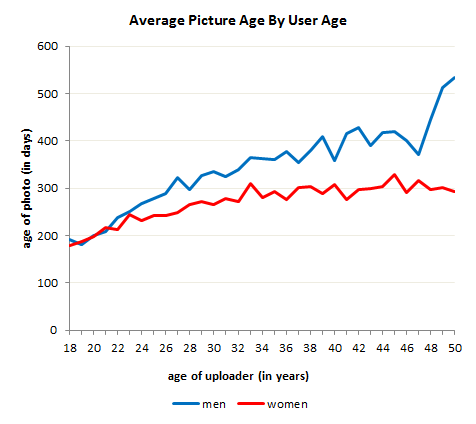 Average Picture Age By User Age
age of photo (in days)
600
500
400
300
200
100
0
18 20 22 24 26 28 30 32 34 36 38 40 42 44 46 48 50
age of uploader (in years)
men women